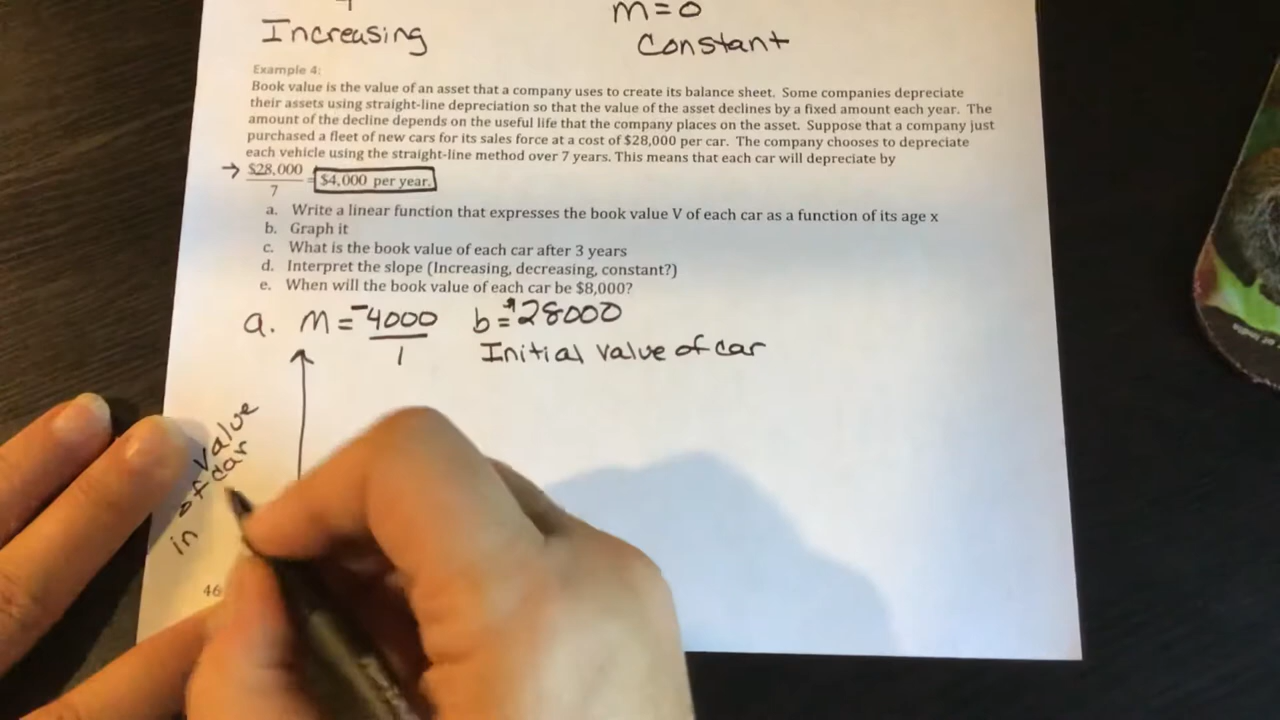 m=0
Increasing
Constant
Example 4:
Book value is the value of an asset that a company uses to create its balance sheet. Some companies depreciate
their assets using straight-line depreciation so that the value of the asset declines by a fixed amount each year. The
amount of the decline depends on the useful life that the company places on the asset. Suppose that a company just
purchased a fleet of new cars for its sales force at a cost of $28,000 per car. The company chooses to depreciate
each vehicle using the straight-line method over 7 years. This means that each car will depreciate by
→ $28,000
7
= $4,000 per year.
a. Write a linear function that expresses the book value V of each car as a function of its age x
b. Graph it
c. What is the book value of each car after 3 years
d. Interpret the slope (Increasing, decreasing, constant?)
e. When will the book value of each car be $8,000?
a. m = -4000
1
b = $28000
Initial value of car
value
of car
in
46